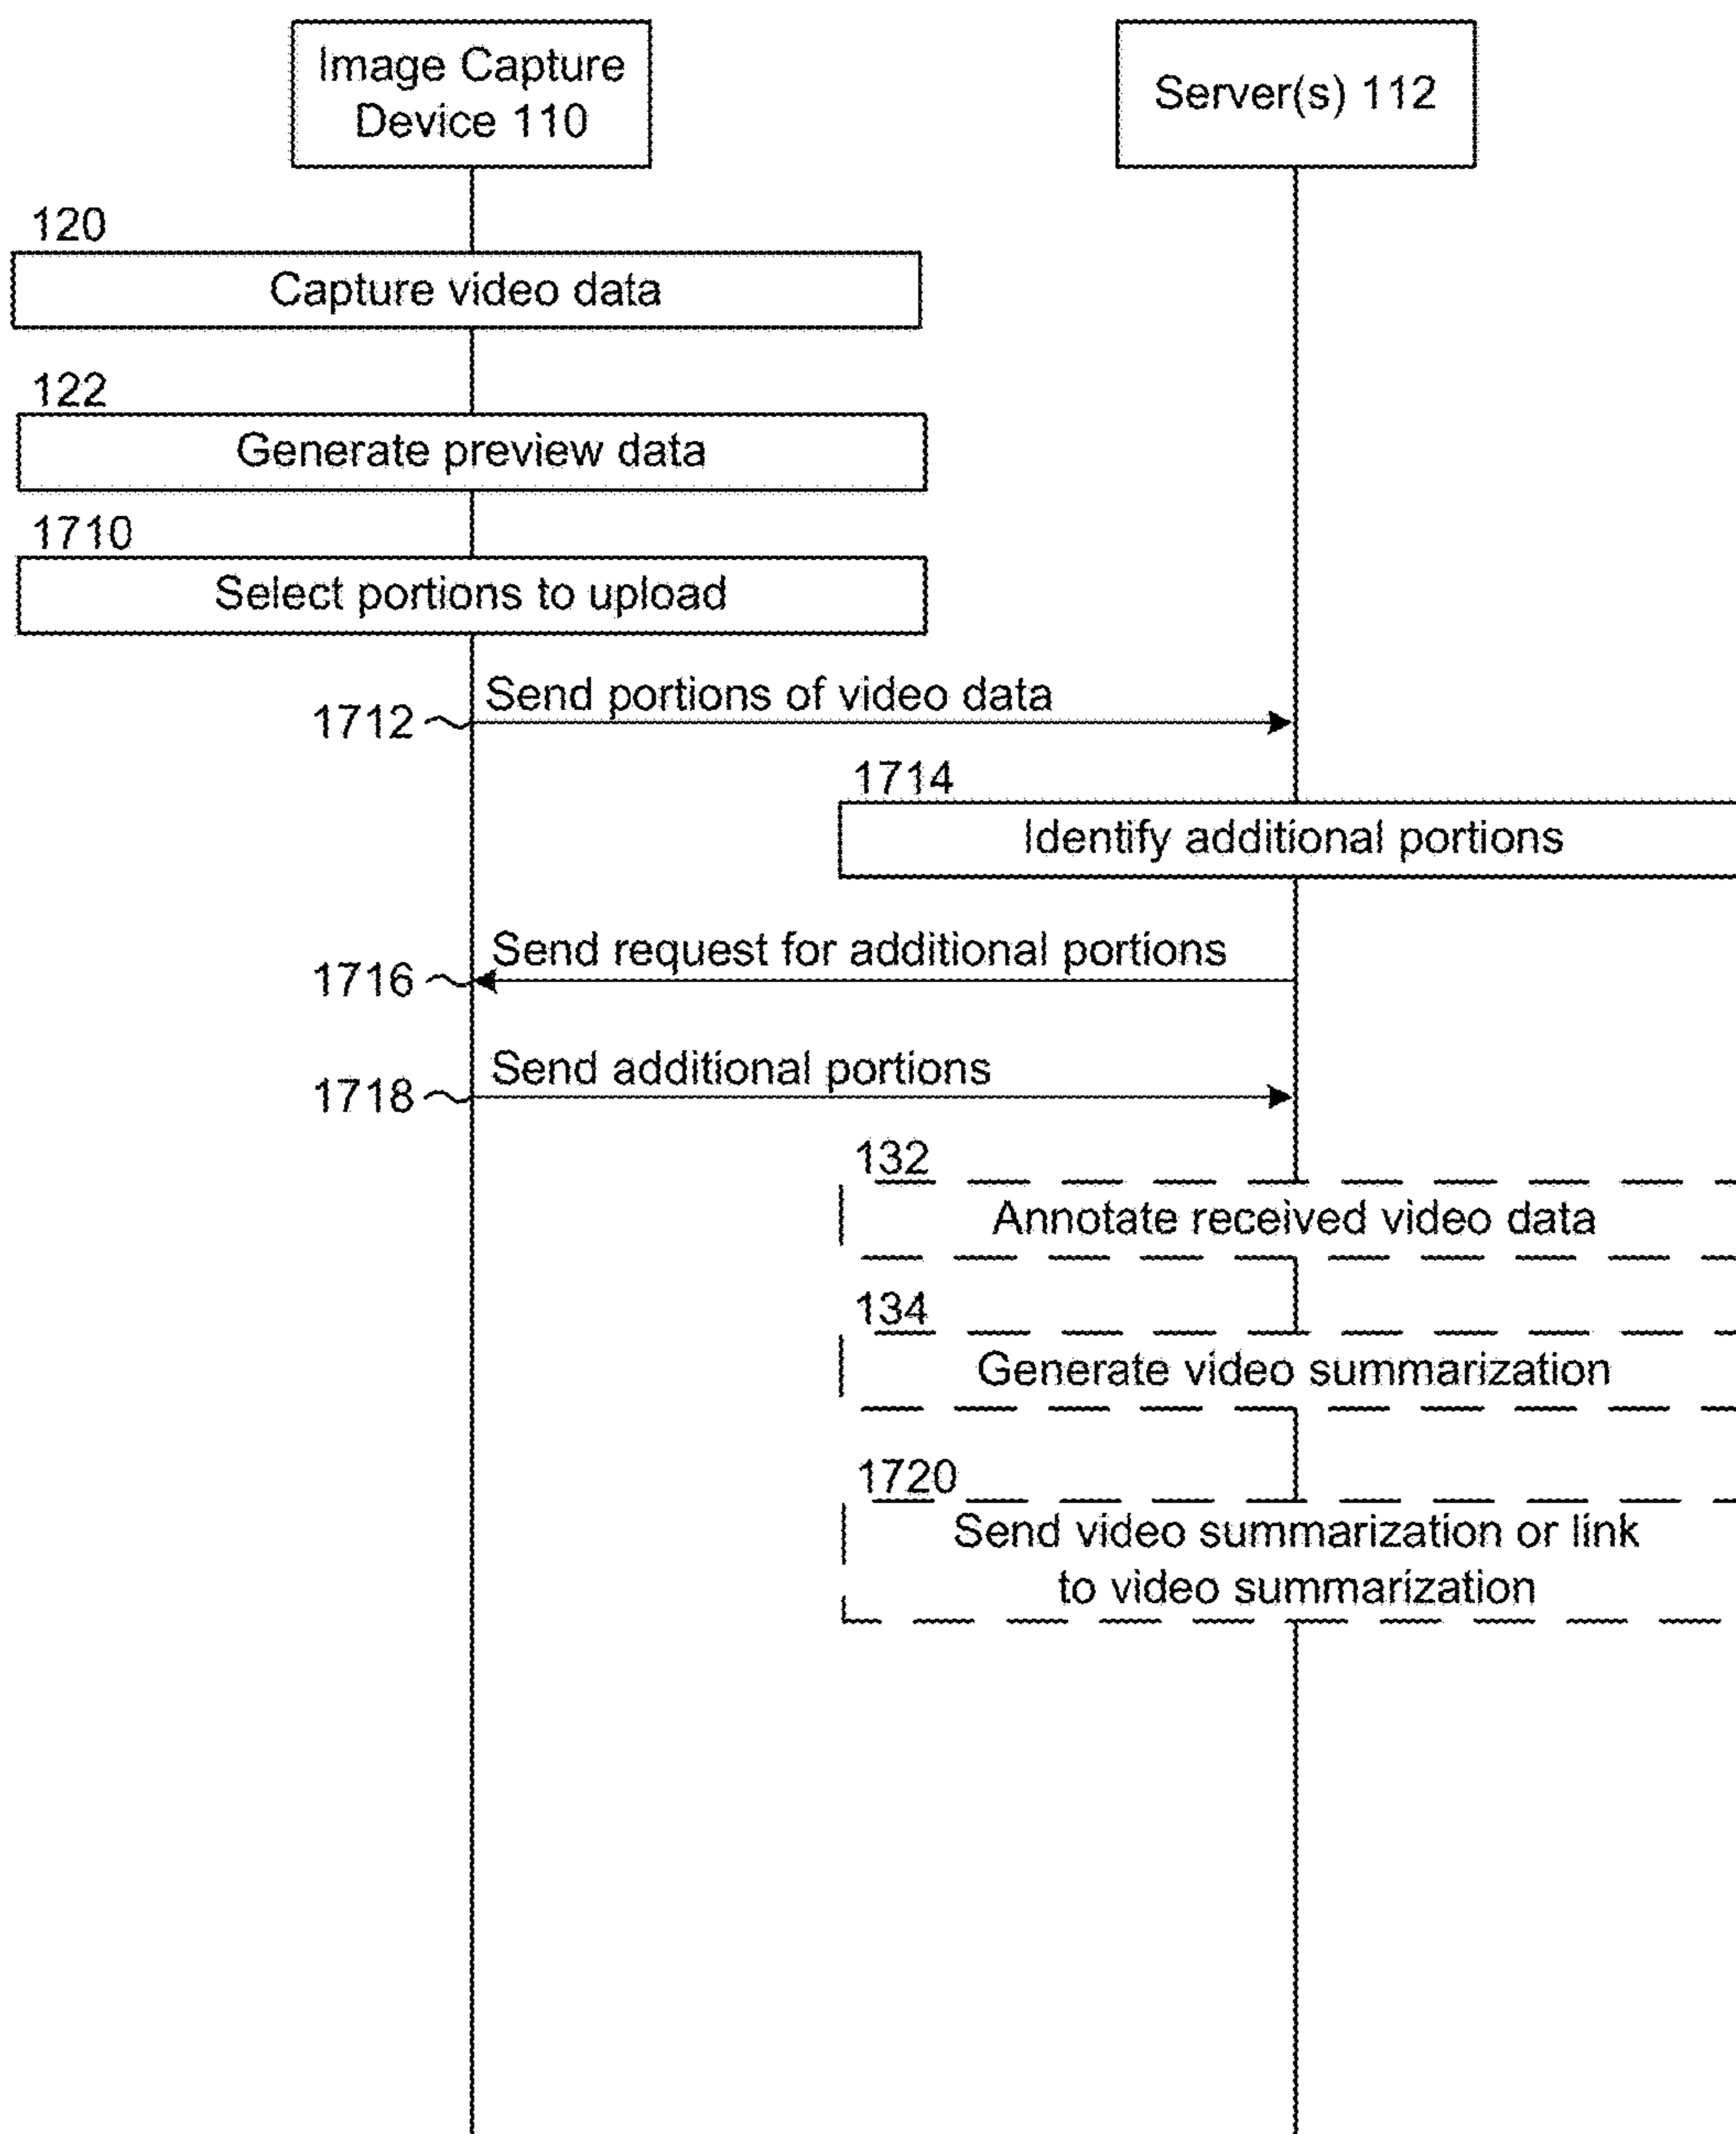 Image Capture
Device 110
Server(s) 112
120
Capture video data
122
Generate preview data
1710
Select portions to upload
Send portions of video data
1712
1714
Identify additional portions
Send request for additional portions
1716
Send additional portions
1718
132
Annotate received video data
134
Generate video summarization
1720
Send video summarization or link
to video summarization